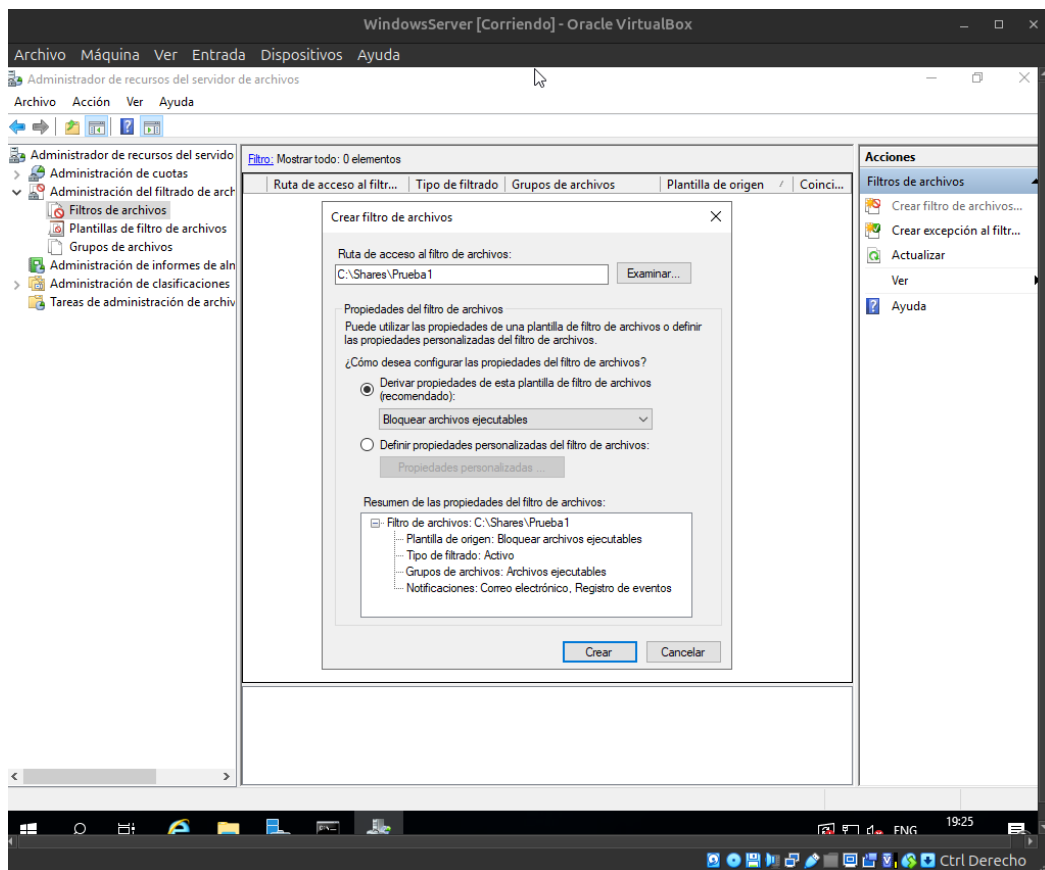 WindowsServer [Corriendo] - Oracle VirtualBox
Archivo Máquina Ver Entrada Dispositivos Ayuda
Administrador de recursos del servidor de archivos
Archivo Acción Ver Ayuda
Administrador de recursos del servido
Administración de cuotas
Administración del filtrado de arch
Filtros de archivos
Plantillas de filtro de archivos
Grupos de archivos
Administración de informes de aln
Administración de clasificaciones
Tareas de administración de archiv
Filtro: Mostrar todo: 0 elementos
Ruta de acceso al filtr... Tipo de filtrado Grupos de archivos Plantilla de origen Coinci...
Crear filtro de archivos
Ruta de acceso al filtro de archivos:
C:\Shares\Prueba1
Examinar...
Propiedades del filtro de archivos
Puede utilizar las propiedades de una plantilla de filtro de archivos o definir
las propiedades personalizadas del filtro de archivos.
¿Cómo desea configurar las propiedades del filtro de archivos?
Derivar propiedades de esta plantilla de filtro de archivos
(recomendado):
Bloquear archivos ejecutables
Definir propiedades personalizadas del filtro de archivos:
Propiedades personalizadas ...
Resumen de las propiedades del filtro de archivos:
Filtro de archivos: C:\Shares\Prueba1
Plantilla de origen: Bloquear archivos ejecutables
Tipo de filtrado: Activo
Grupos de archivos: Archivos ejecutables
Notificaciones: Correo electrónico, Registro de eventos
Crear Cancelar
Acciones
Filtros de archivos
Crear filtro de archivos...
Crear excepción al filtr...
Actualizar
Ver
Ayuda
ENG
19:25
Ctrl Derecho